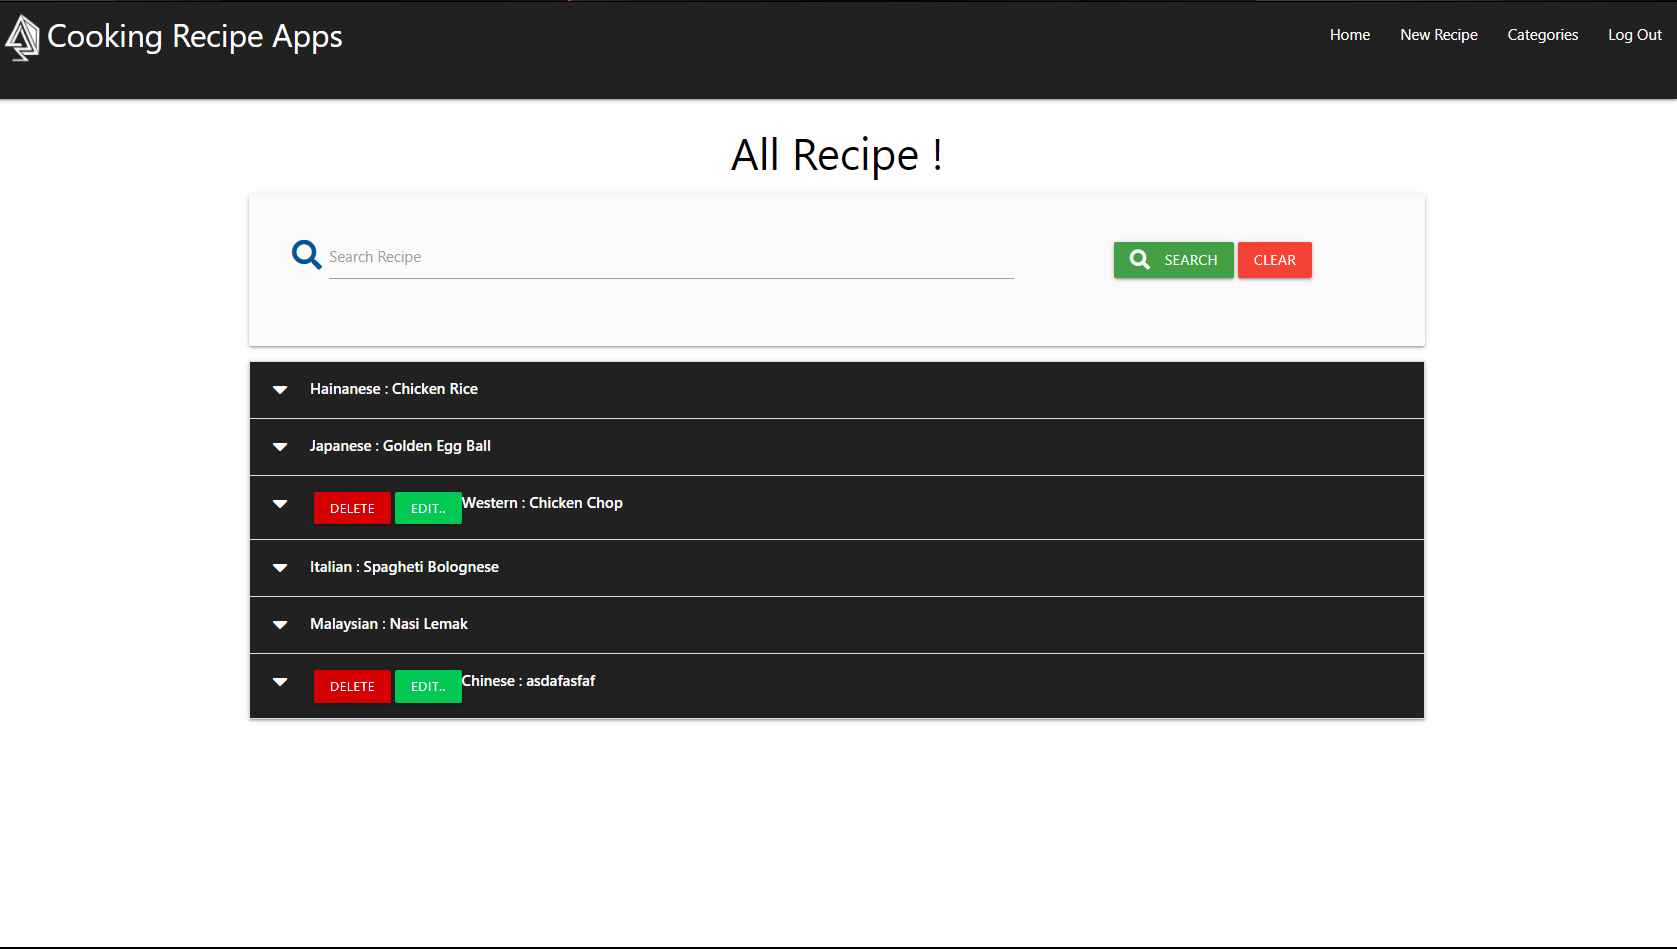 Cooking Recipe Apps
Home New Recipe Categories Log Out
All Recipe !
Search Recipe
SEARCH CLEAR
Hainanese : Chicken Rice
Japanese : Golden Egg Ball
DELETE EDIT.. Western : Chicken Chop
Italian : Spagheti Bolognese
Malaysian : Nasi Lemak
DELETE EDIT.. Chinese : asdafasfaf